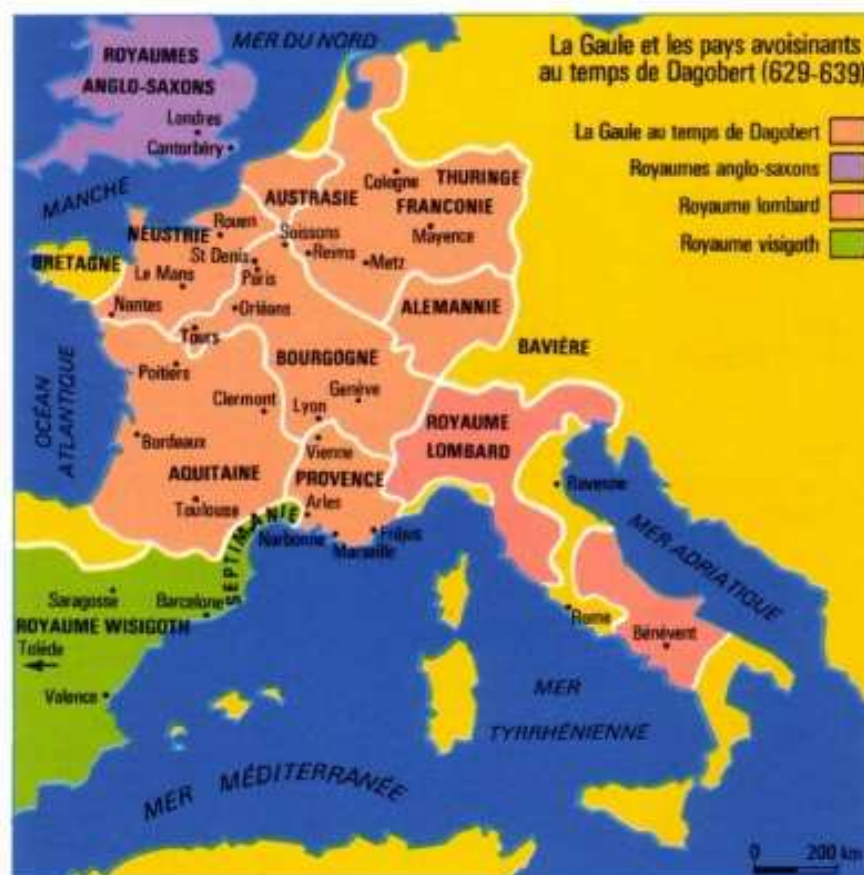 La Gaule et les pays avoisinants
au temps de Dagobert (629-639)
La Gaule au temps de Dagobert
Royaumes anglo-saxons
Royaume lombard
Royaume visigoth
MER DU NORD
ROYAUMES
ANGLO-SAXONS
Londres
Cantorbéry
MANCHE
AUSTRASIE
Cologne
THURINGE
FRANCONIE
Mayence
NEUSTRIE
Rouen
Soissons
Reims
Metz
St Denis
Paris
BRETAGNE
Le Mans
Nantes
Orléans
Tours
ALEMANNIE
BAVIÈRE
OCÉAN
ATLANTIQUE
Poitiers
BOURGOGNE
Genève
Clermont
Lyon
Vienne
ROYAUME
LOMBARD
Bordeaux
AQUITAINE
PROVENCE
Toulouse
Arles
SEPTIMANIE
Narbonne
Marseille
Fréjus
Ravenne
MER ADRIATIQUE
Saragosse
Barcelone
ROYAUME WISIGOTH
Tolède
Valence
Rome
Bénévent
MER
TYRRHÉNIENNE
MER MÉDITERRANÉE
0 200 km